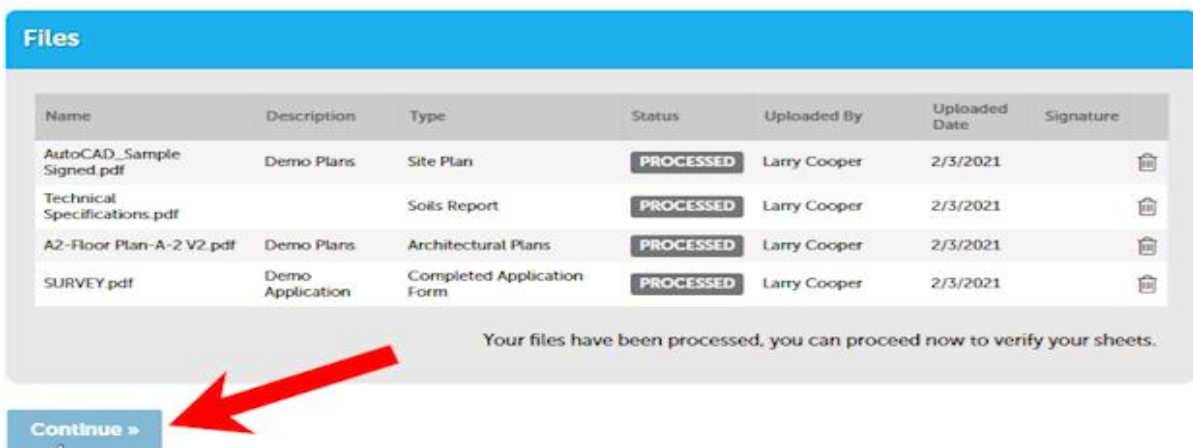 Files
Name Description Type Status Uploaded By Uploaded Date Signature
AutoCAD_Sample Signed.pdf Demo Plans Site Plan PROCESSED Larry Cooper 2/3/2021
Technical Specifications.pdf Soils Report PROCESSED Larry Cooper 2/3/2021
A2-Floor Plan-A-2 V2.pdf Demo Plans Architectural Plans PROCESSED Larry Cooper 2/3/2021
SURVEY.pdf Demo Application Completed Application Form PROCESSED Larry Cooper 2/3/2021
Your files have been processed, you can proceed now to verify your sheets.
Continue »